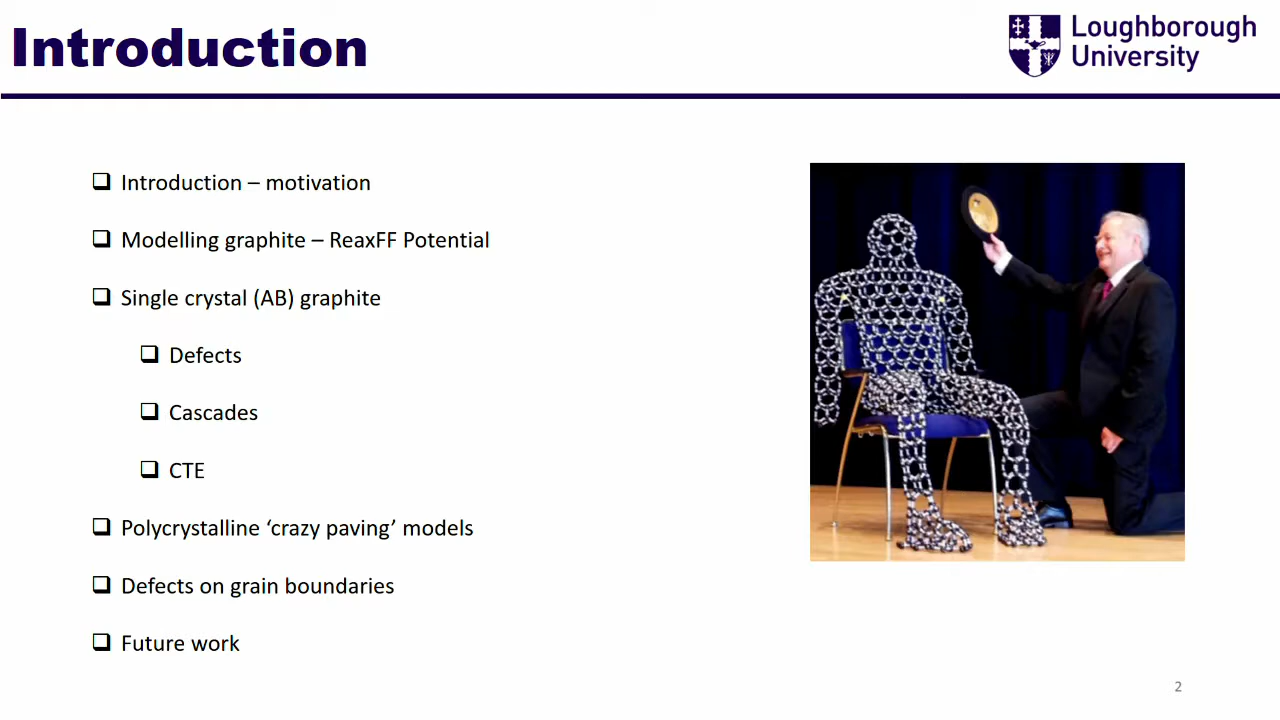 Introduction
Loughborough
University
Introduction – motivation
Modelling graphite – ReaxFF Potential
Single crystal (AB) graphite
Defects
Cascades
CTE
Polycrystalline ‘crazy paving’ models
Defects on grain boundaries
Future work
2